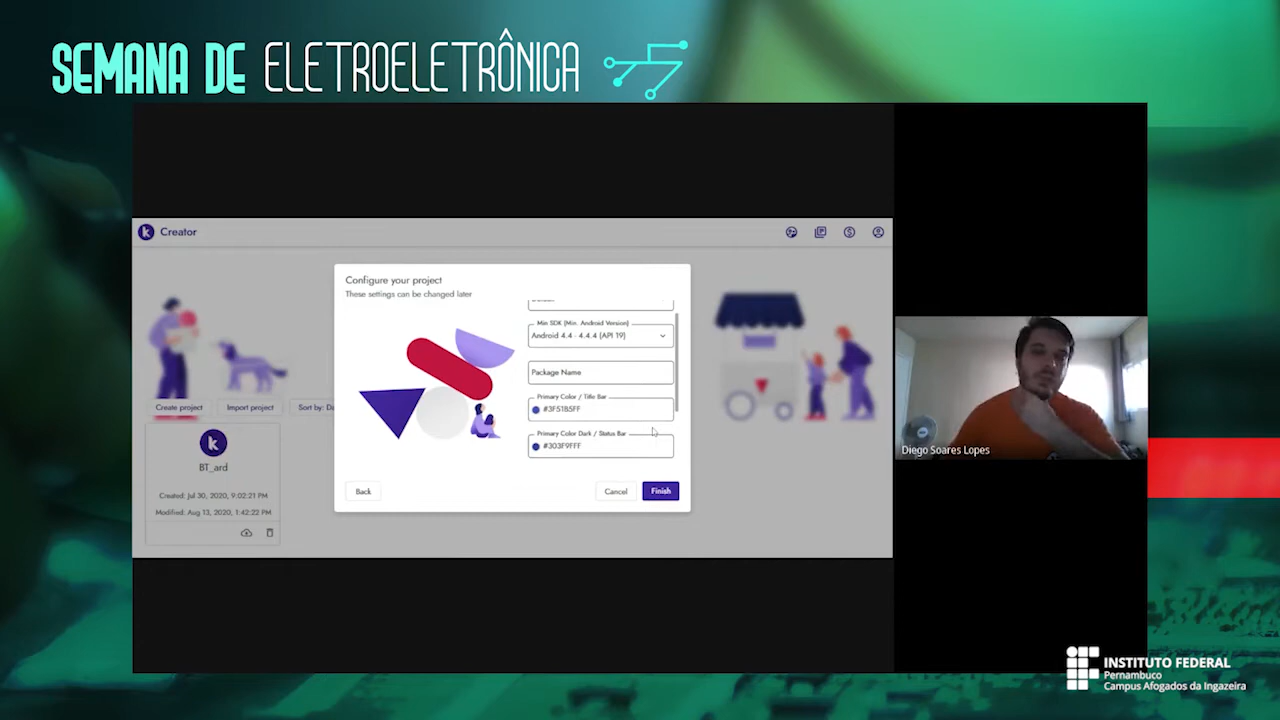 SEMANA DE ELETROELETRÔNICA
Creator
Configure your project
These settings can be changed later
Min SDK (Min. Android Version)
Android 4.4 - 4.4.4 (API 19)
Package Name
Primary Color / Title Bar
#3F51B5FF
Primary Color Dark / Status Bar
#303F9FFF
Back
Cancel
Finish
Create project
Import project
Sort by: Da
BT_ard
Created: Jul 30, 2020, 9:02:21 PM
Modified: Aug 13, 2020, 1:42:22 PM
Diego Soares Lopes
INSTITUTO FEDERAL
Pernambuco
Campus Afogados da Ingazeira